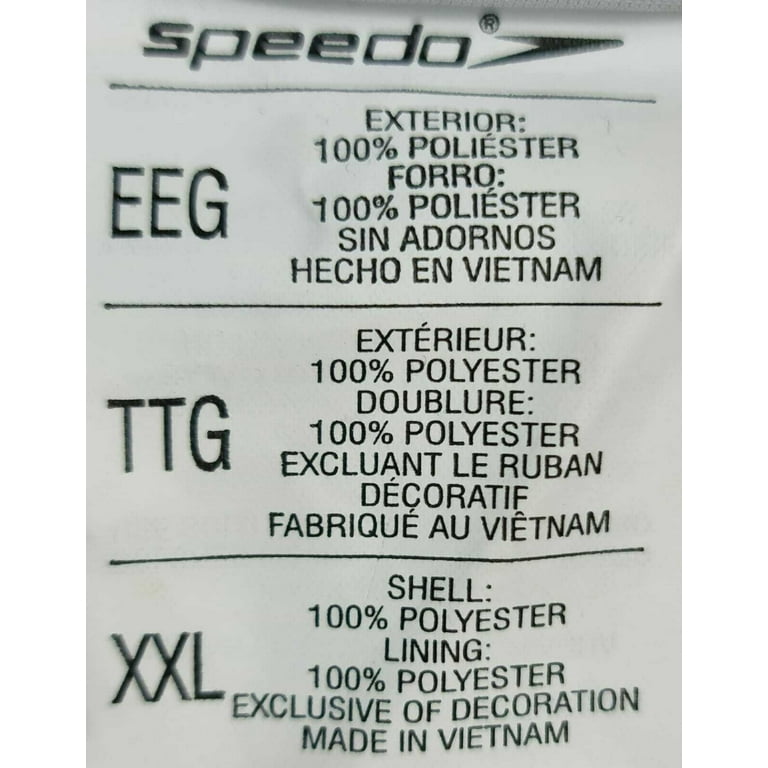 speedo®
EEG
EXTERIOR:
100% POLIÉSTER
FORRO:
100% POLIÉSTER
SIN ADORNOS
HECHO EN VIETNAM
TTG
EXTÉRIEUR:
100% POLYESTER
DOUBLURE:
100% POLYESTER
EXCLUANT LE RUBAN
DÉCORATIF
FABRIQUÉ AU VIÊTNAM
XXL
SHELL:
100% POLYESTER
LINING:
100% POLYESTER
EXCLUSIVE OF DECORATION
MADE IN VIETNAM